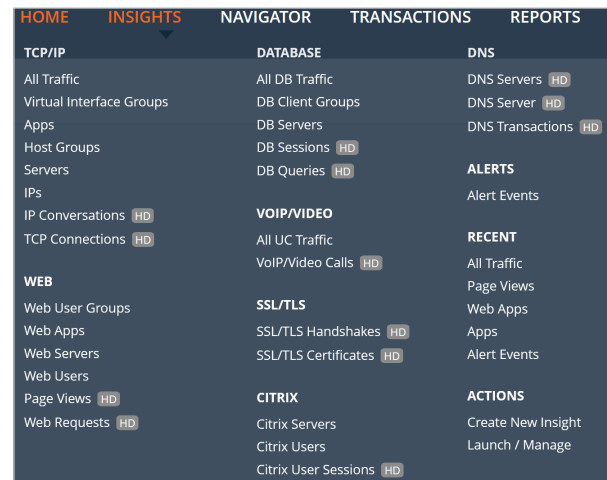 HOME INSIGHTS NAVIGATOR TRANSACTIONS REPORTS
TCP/IP
All Traffic
Virtual Interface Groups
Apps
Host Groups
Servers
IPs
IP Conversations HD
TCP Connections HD
WEB
Web User Groups
Web Apps
Web Servers
Web Users
Page Views HD
Web Requests HD
DATABASE
All DB Traffic
DB Client Groups
DB Servers
DB Sessions HD
DB Queries HD
VOIP/VIDEO
All UC Traffic
VoIP/Video Calls HD
SSL/TLS
SSL/TLS Handshakes HD
SSL/TLS Certificates HD
CITRIX
Citrix Servers
Citrix Users
Citrix User Sessions HD
DNS
DNS Servers HD
DNS Server HD
DNS Transactions HD
ALERTS
Alert Events
RECENT
All Traffic
Page Views
Web Apps
Apps
Alert Events
ACTIONS
Create New Insight
Launch / Manage